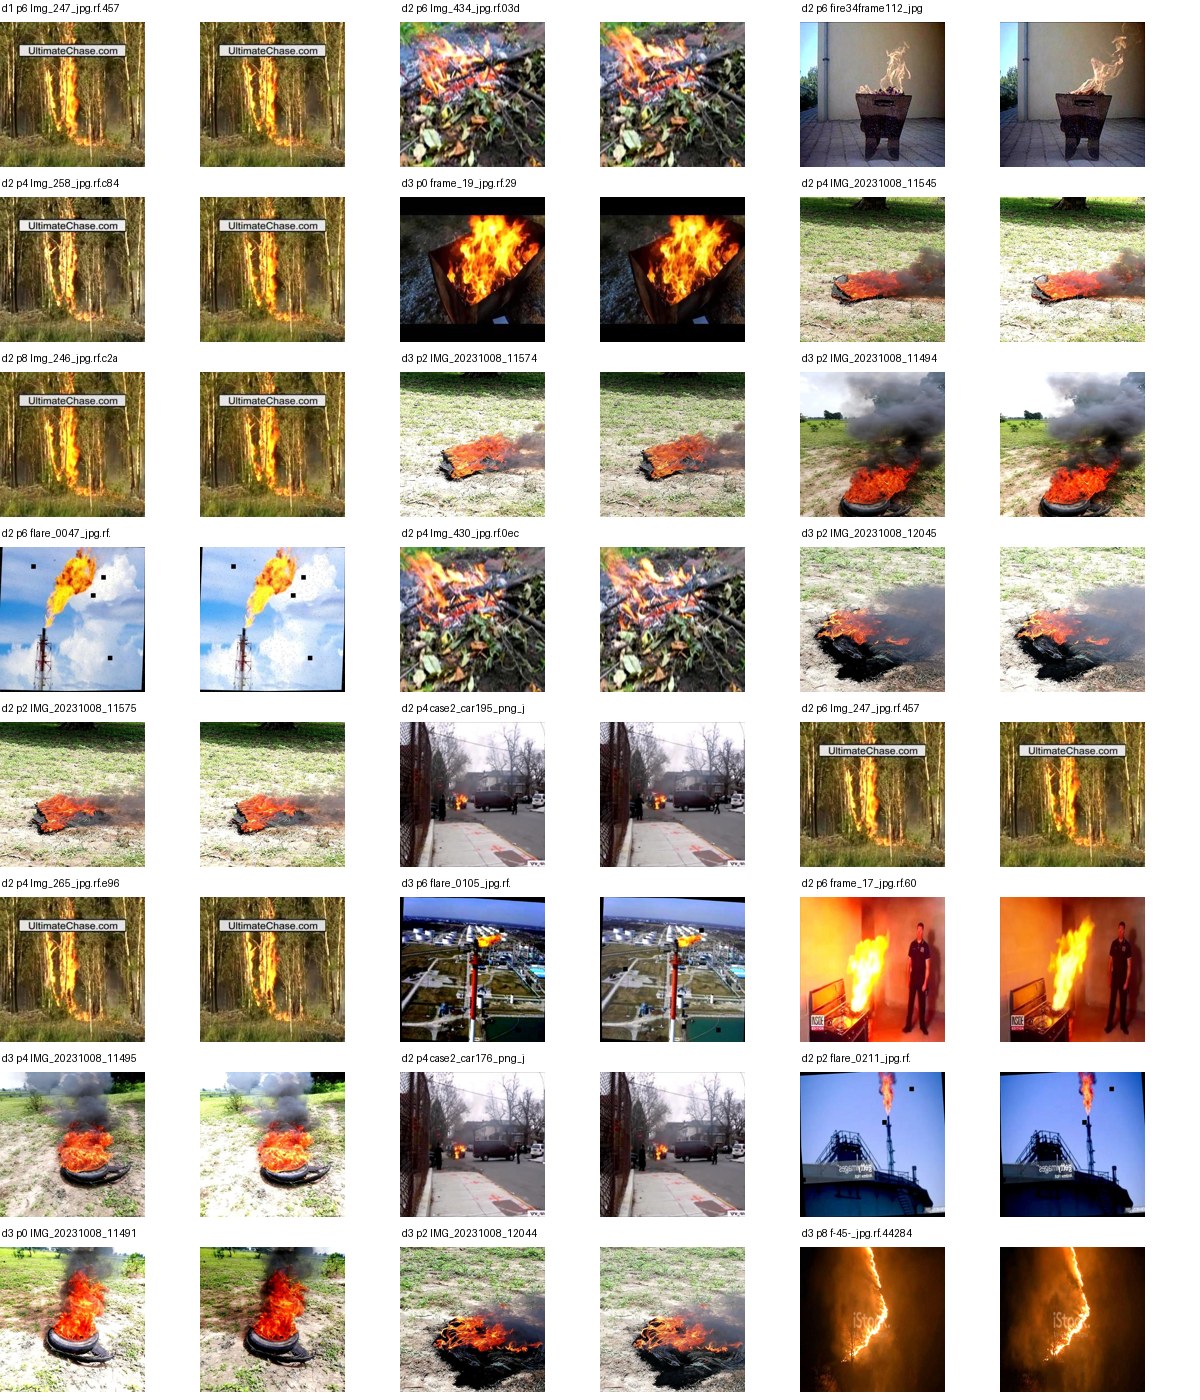 d1 p6 Img_247_jpg.rf.457
d2 p6 Img_434_jpg.rf.03d
d2 p6 fire34frame112_jpg
UltimateChase.com
UltimateChase.com
d2 p4 Img_258_jpg.rf.c84
d3 p0 frame_19_jpg.rf.29
d2 p4 IMG_20231008_11545
UltimateChase.com
UltimateChase.com
d2 p8 Img_246_jpg.rf.c2a
d3 p2 IMG_20231008_11574
d3 p2 IMG_20231008_11494
UltimateChase.com
UltimateChase.com
d2 p6 flare_0047_jpg.rf.
d2 p4 Img_430_jpg.rf.0ec
d3 p2 IMG_20231008_12045
d2 p2 IMG_20231008_11575
d2 p4 case2_car195_png_j
d2 p6 Img_247_jpg.rf.457
UltimateChase.com
UltimateChase.com
d2 p4 Img_265_jpg.rf.e96
d3 p6 flare_0105_jpg.rf.
d2 p6 frame_17_jpg.rf.60
UltimateChase.com
UltimateChase.com
INSIDE
INSIDE
d3 p4 IMG_20231008_11495
d2 p4 case2_car176_png_j
d2 p2 flare_0211_jpg.rf.
d3 p0 IMG_20231008_11491
d3 p2 IMG_20231008_12044
d3 p8 f-45-_jpg.rf.44284